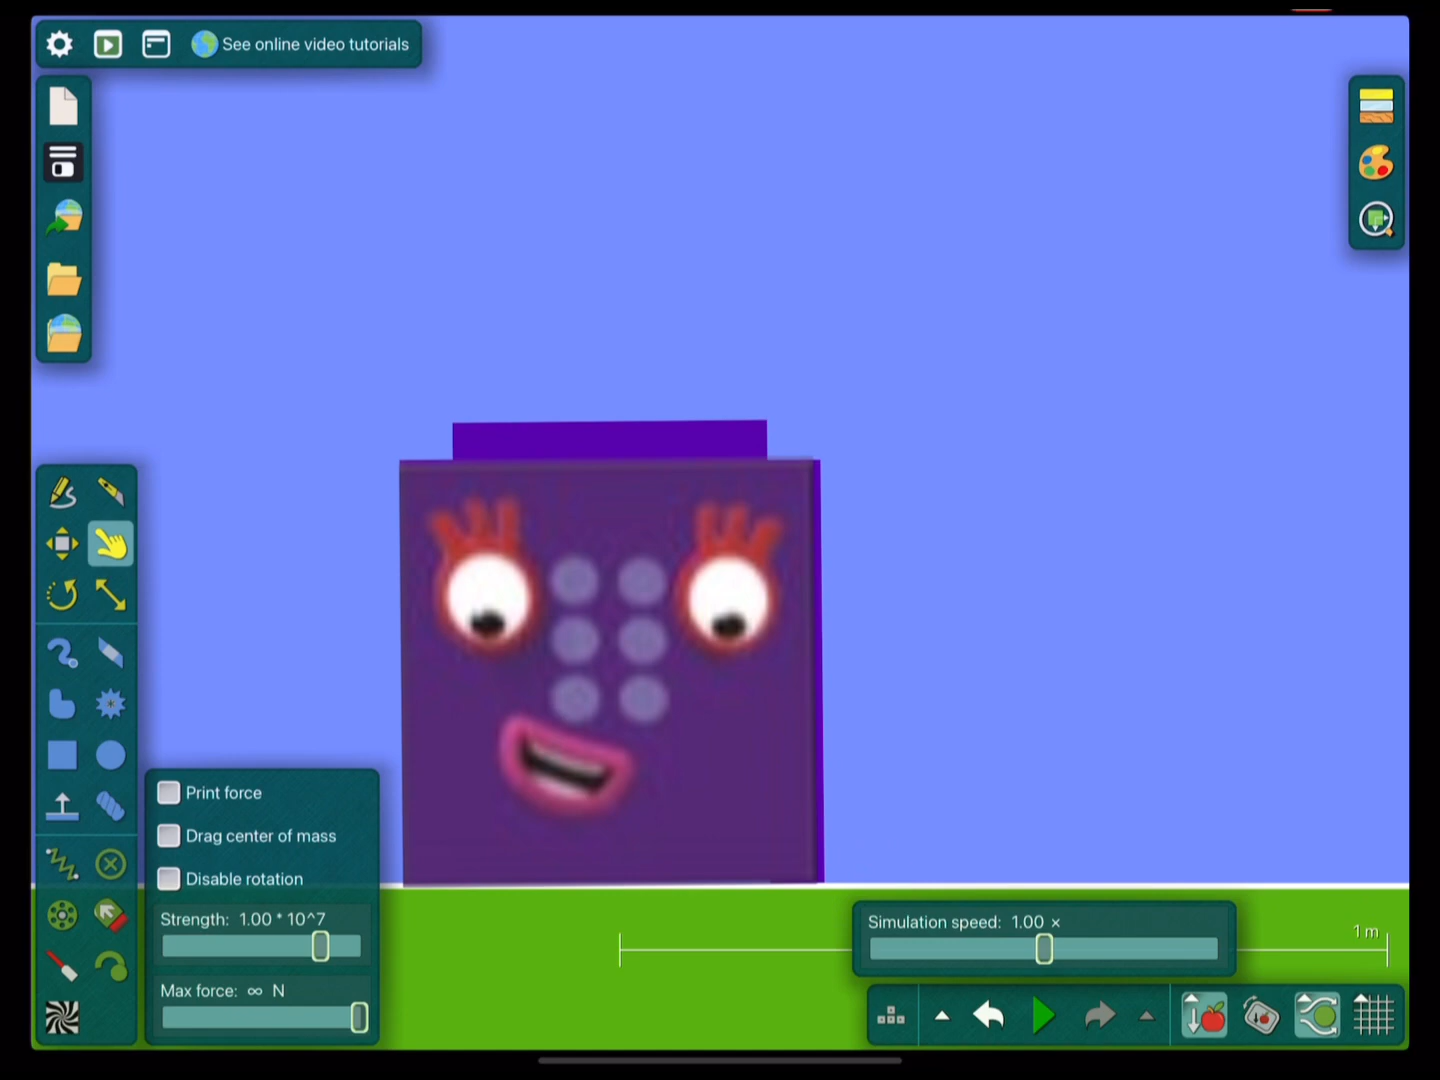 See online video tutorials
Print force
Drag center of mass
Disable rotation
Strength: 1.00 * 10^7
Max force: ∞ N
Simulation speed: 1.00 ×
1 m